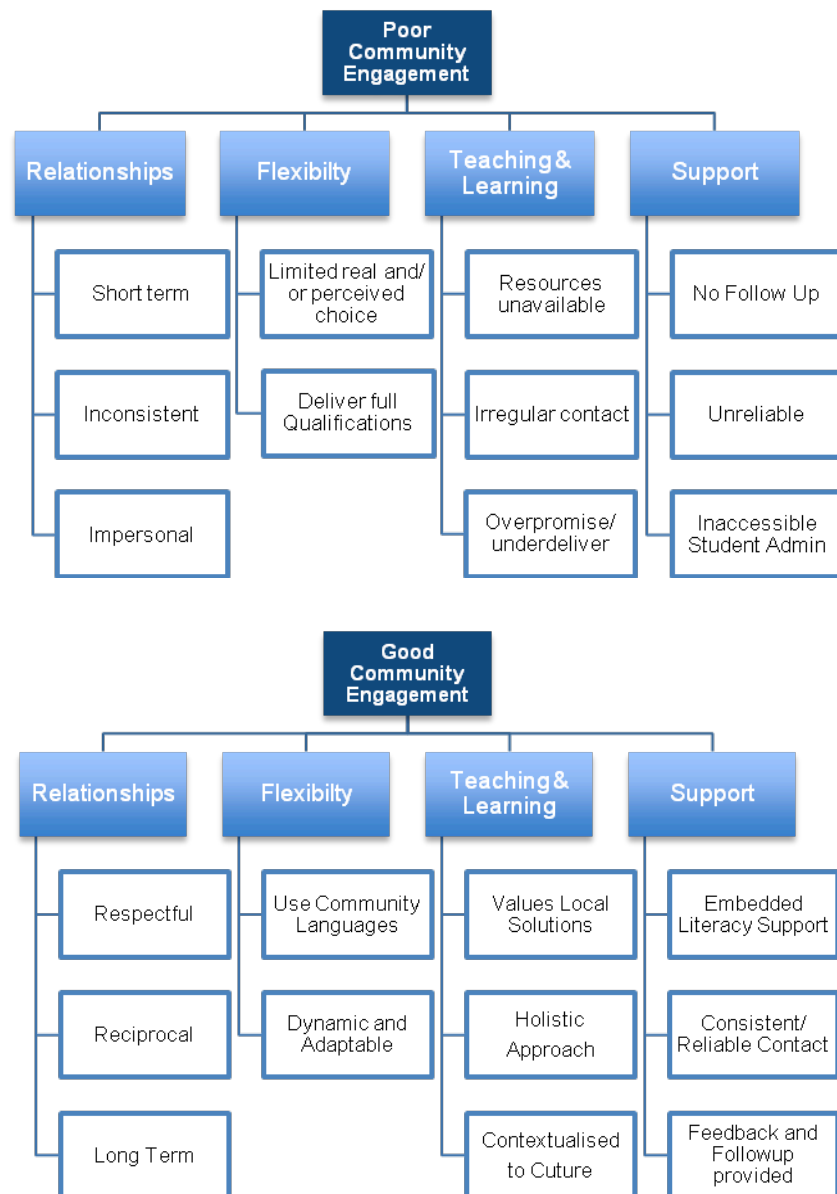 Poor
Community
Engagement
Relationships
Flexibilty
Teaching &
Learning
Support
Short term
Limited real and/
or perceived
choice
Resources
unavailable
No Follow Up
Inconsistent
Deliver full
Qualifications
Irregular contact
Unreliable
Impersonal
Overpromise/
underdeliver
Inaccessible
Student Admin
Good
Community
Engagement
Relationships
Flexibilty
Teaching &
Learning
Support
Respectful
Use Community
Languages
Values Local
Solutions
Embedded
Literacy Support
Reciprocal
Dynamic and
Adaptable
Holistic
Approach
Consistent/
Reliable Contact
Long Term
Contextualised
to Cuture
Feedback and
Followup
provided